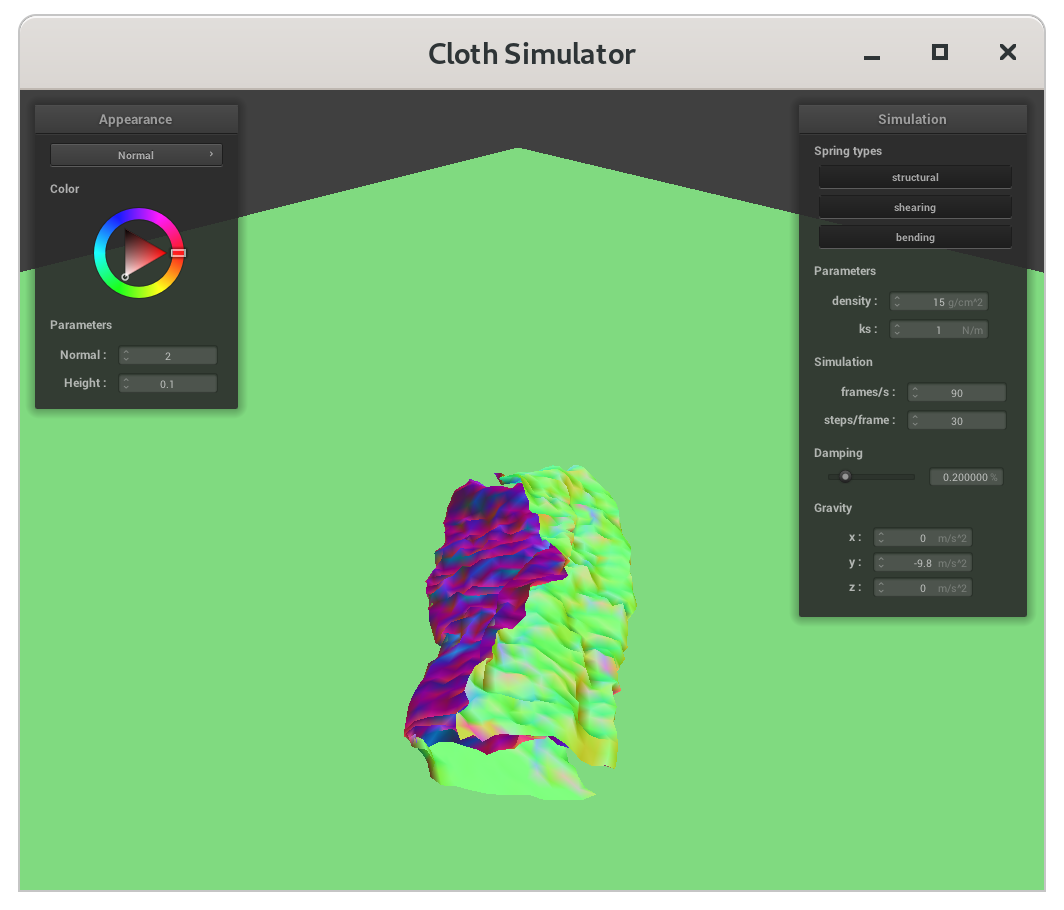 Cloth Simulator
Appearance
Normal
Color
Parameters
Normal : 2
Height : 0.1
Simulation
Spring types
structural
shearing
bending
Parameters
density : 15 g/cm^2
ks : 1 N/m
Simulation
frames/s : 90
steps/frame : 30
Damping
0.200000 %
Gravity
x : 0 m/s^2
y : -9.8 m/s^2
z : 0 m/s^2